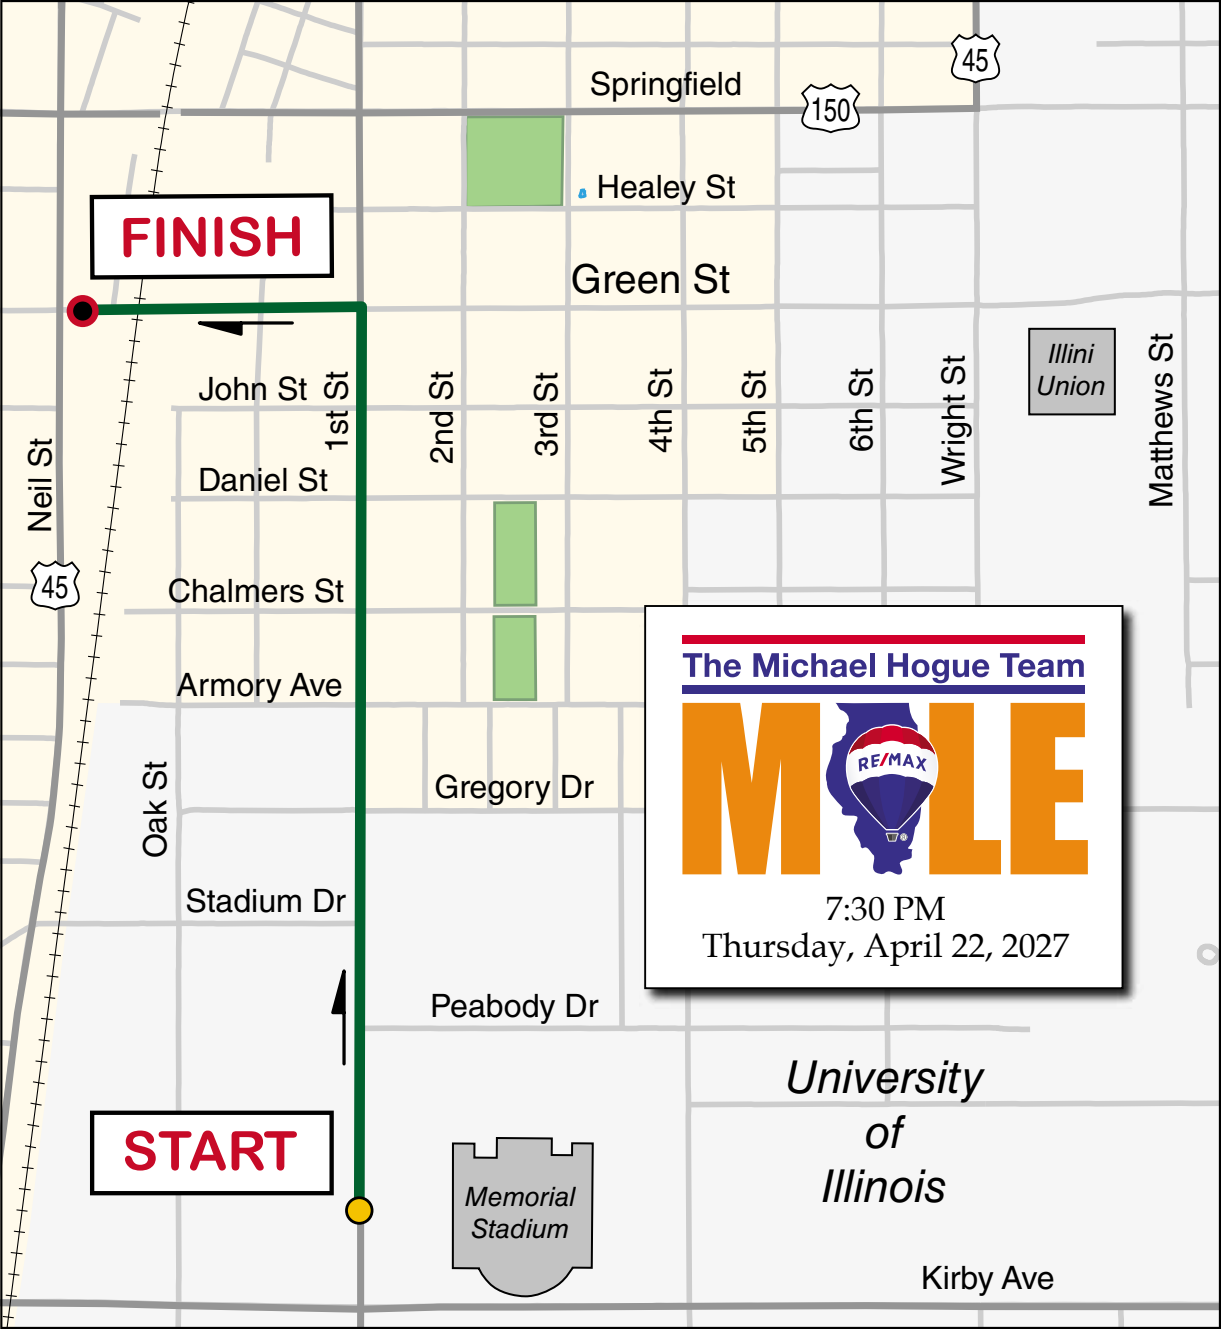 45
Springfield
150
Healey St
FINISH
Green St
Illini
Union
Matthews St
John St
1st St
2nd St
3rd St
4th St
5th St
6th St
Wright St
Neil St
Daniel St
45
Chalmers St
Armory Ave
The Michael Hogue Team
MILE
RE/MAX
®
7:30 PM
Thursday, April 22, 2027
Gregory Dr
Oak St
Stadium Dr
Peabody Dr
University
of
Illinois
START
Memorial
Stadium
Kirby Ave